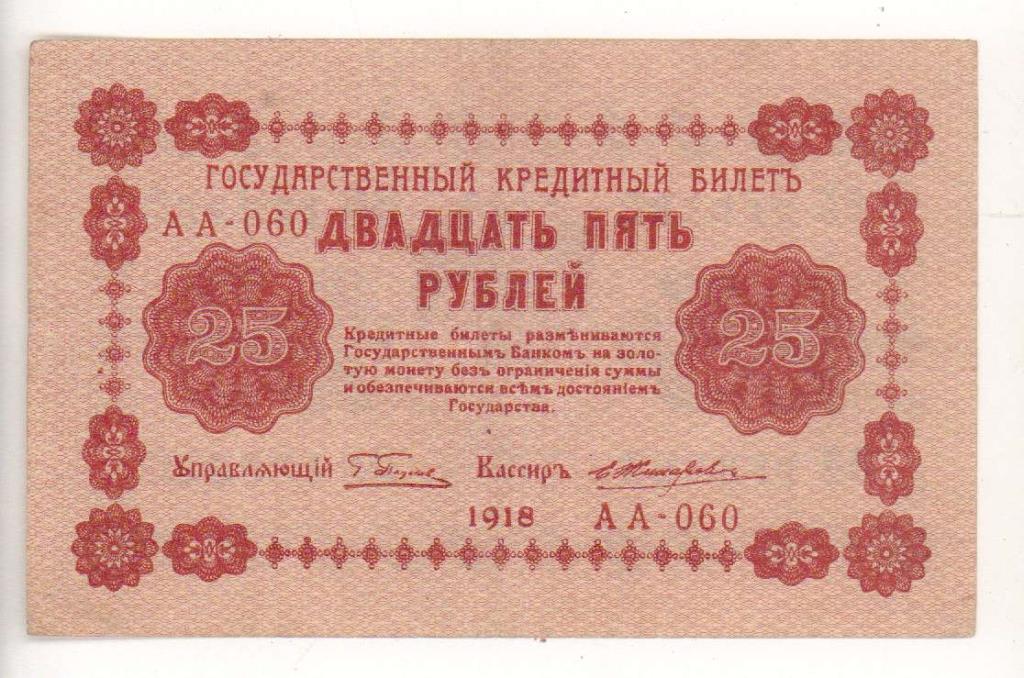 ГОСУДАРСТВЕННЫЙ КРЕДИТНЫЙ БИЛЕТЪ
АА-060 ДВАДЦАТЬ ПЯТЬ
РУБЛЕЙ
25 25
Кредитные билеты размѣниваются
Государственнымъ Банкомъ на золо-
тую монету безъ ограниченія суммы
и обезпечиваются всѣмъ достояніемъ
Государства.
Управляющій Кассиръ
1918 АА-060